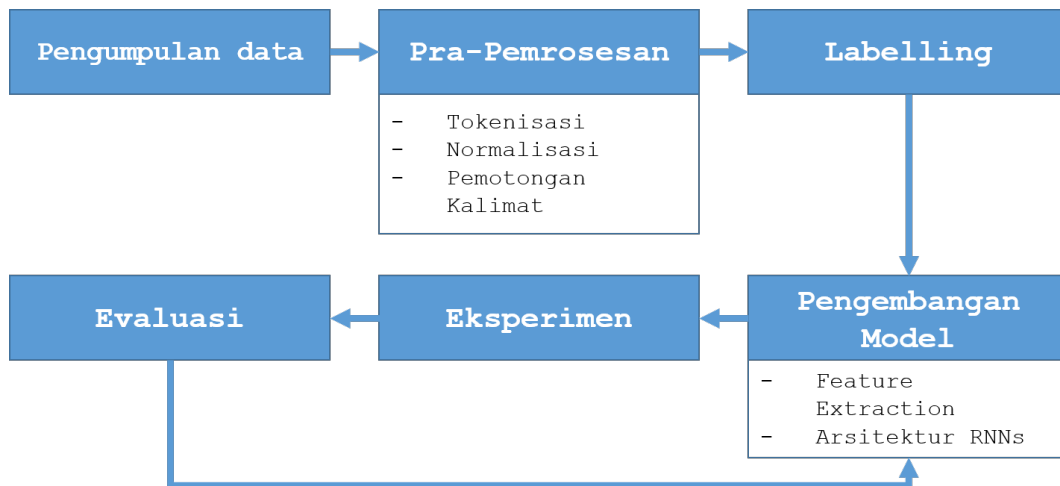 Pengumpulan data
Pra-Pemrosesan
- Tokenisasi
- Normalisasi
- Pemotongan
Kalimat
Labelling
Pengembangan
Model
- Feature
Extraction
- Arsitektur RNNs
Eksperimen
Evaluasi